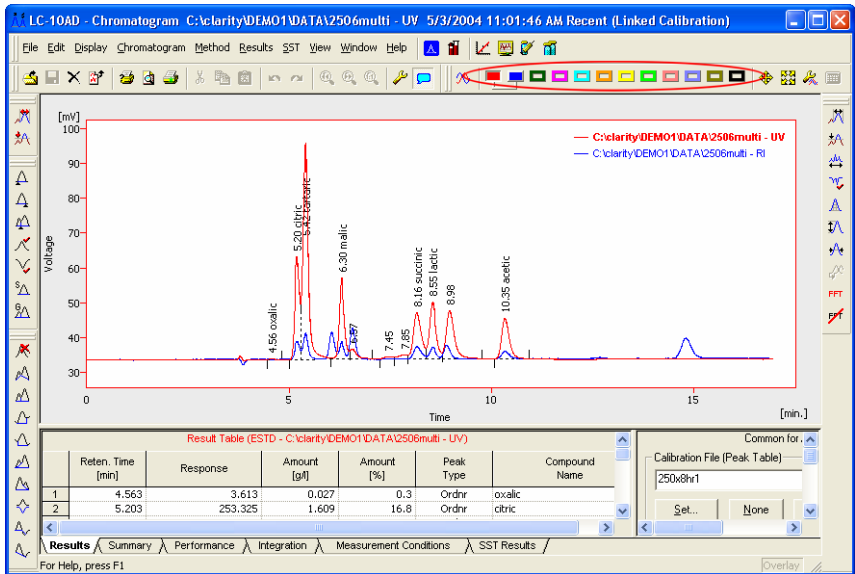 LC-10AD - Chromatogram C:\clarity\DEMO1\DATA\2506multi - UV 5/3/2004 11:01:46 AM Recent (Linked Calibration)
File Edit Display Chromatogram Method Results SST View Window Help
[mV]
100
90
80
70
60
50
40
30
Voltage
C:\clarity\DEMO1\DATA\2506multi - UV
C:\clarity\DEMO1\DATA\2506multi - RI
4.56 oxalic
5.20 citric
5.42 tartaric
6.30 malic
6.57
7.45
7.85
8.16 succinic
8.55 lactic
8.98
10.35 acetic
0 5 10 15
Time [min.]
FFT
FFT
Result Table (ESTD - C:\clarity\DEMO1\DATA\2506multi - UV)
Reten. Time [min] Response Amount [g/l] Amount [%] Peak Type Compound Name
1 4.563 3.613 0.027 0.3 Ordnr oxalic
2 5.203 253.325 1.609 16.8 Ordnr citric
Common for
Calibration File (Peak Table)
250x8hr1
Set... None
Results Summary Performance Integration Measurement Conditions SST Results
For Help, press F1
Overlay